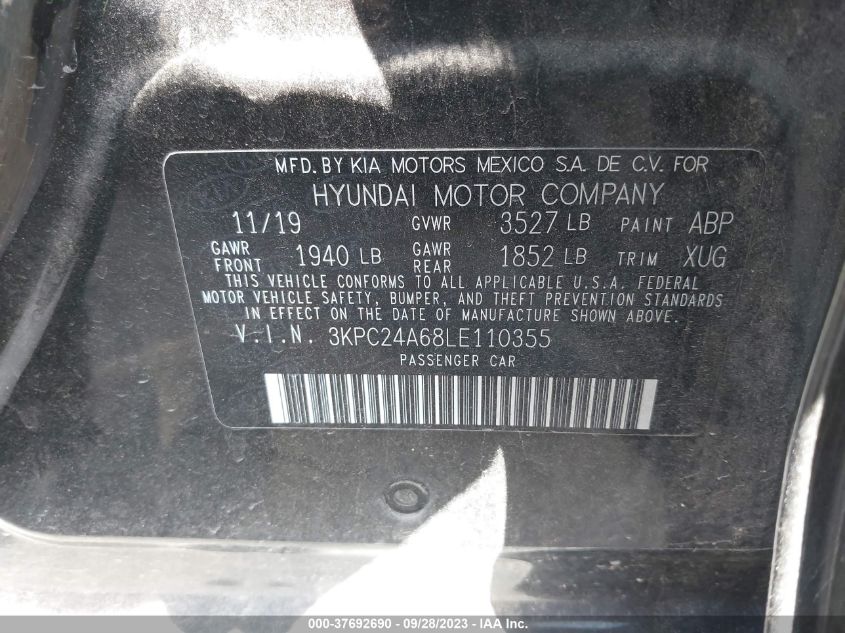 MFD. BY KIA MOTORS MEXICO S.A. DE C.V. FOR
HYUNDAI MOTOR COMPANY
11/19 GVWR 3527 LB PAINT ABP
GAWR FRONT 1940 LB GAWR REAR 1852 LB TRIM XUG
THIS VEHICLE CONFORMS TO ALL APPLICABLE U.S.A. FEDERAL
MOTOR VEHICLE SAFETY, BUMPER, AND THEFT PREVENTION STANDARDS
IN EFFECT ON THE DATE OF MANUFACTURE SHOWN ABOVE.
V.I.N. 3KPC24A68LE110355
PASSENGER CAR
000-37692690 - 09/28/2023 - IAA Inc.